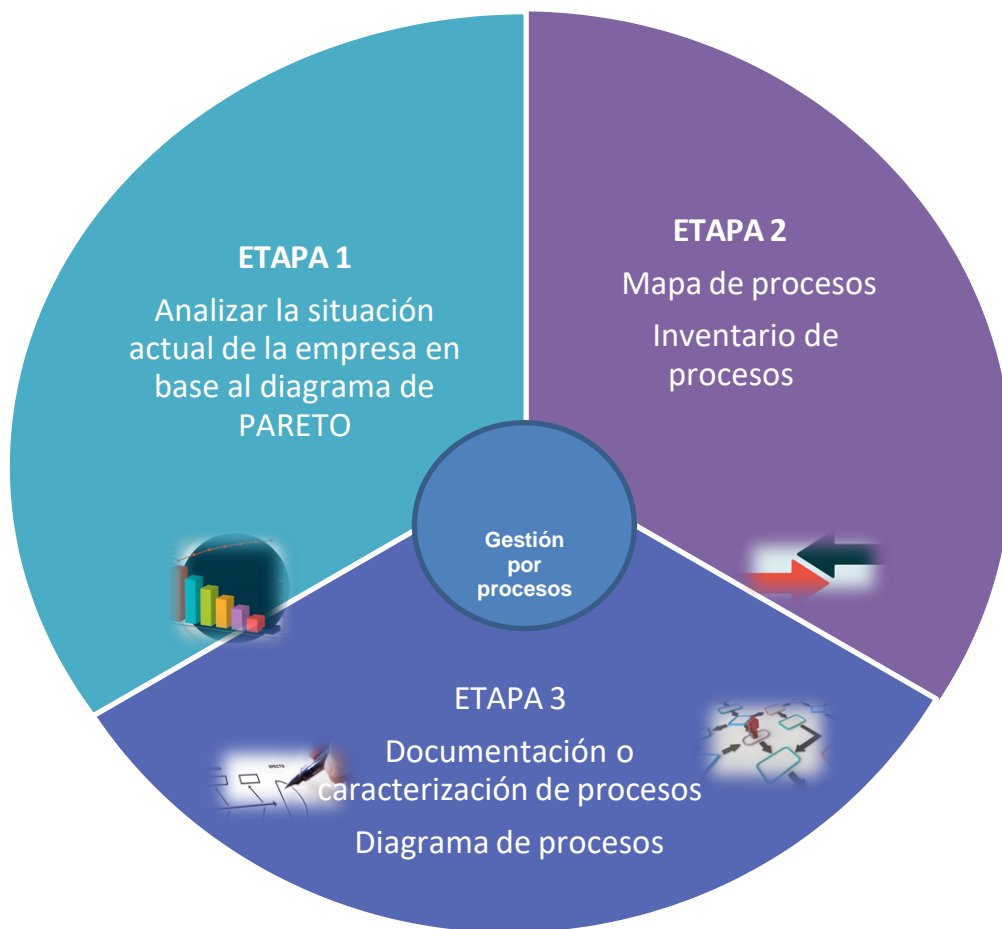 ETAPA 1
Analizar la situación
actual de la empresa en
base al diagrama de
PARETO
ETAPA 2
Mapa de procesos
Inventario de
procesos
Gestión
por
procesos
ETAPA 3
Documentación o
caracterización de procesos
Diagrama de procesos
EFECTO